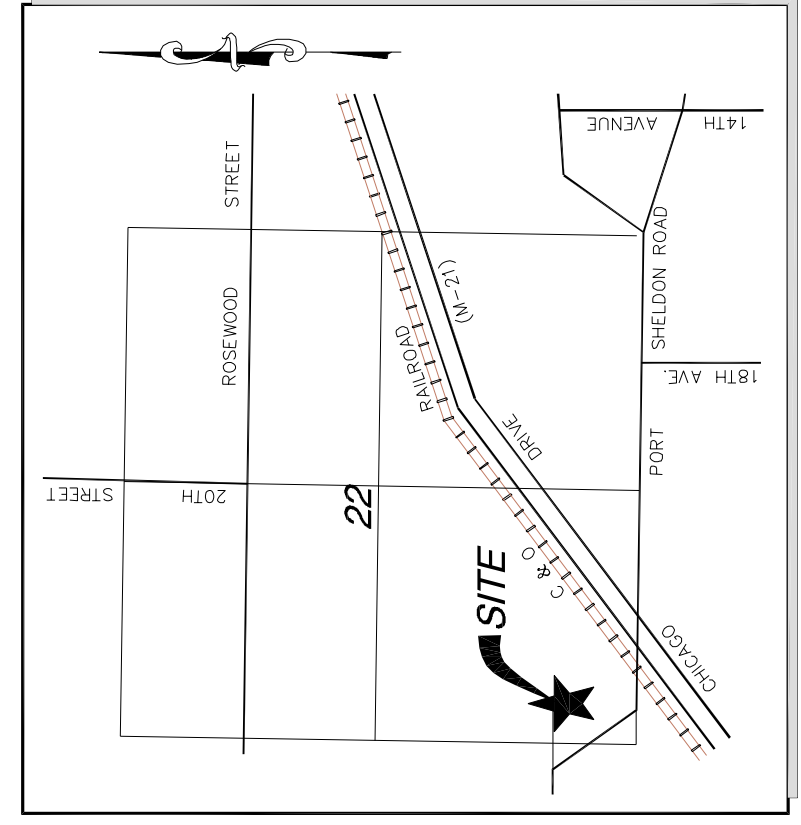 N
14TH AVENUE
ROSEWOOD STREET
PORT SHELDON ROAD
(M-21)
18TH AVE.
RAILROAD
DRIVE
20TH STREET
22
SITE
C & O
CHICAGO